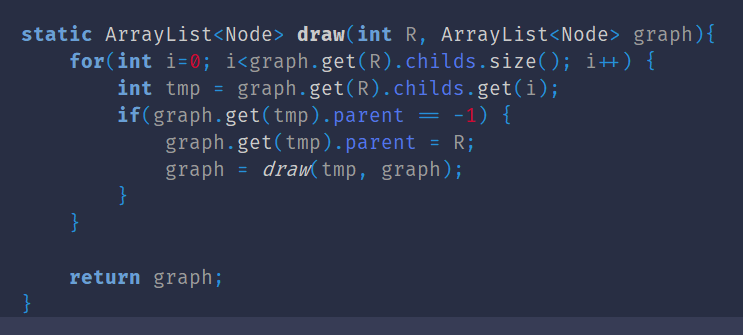 static ArrayList<Node> draw(int R, ArrayList<Node> graph){
    for(int i=0; i<graph.get(R).childs.size(); i++) {
        int tmp = graph.get(R).childs.get(i);
        if(graph.get(tmp).parent == -1) {
            graph.get(tmp).parent = R;
            graph = draw(tmp, graph);
        }
    }

    return graph;
}